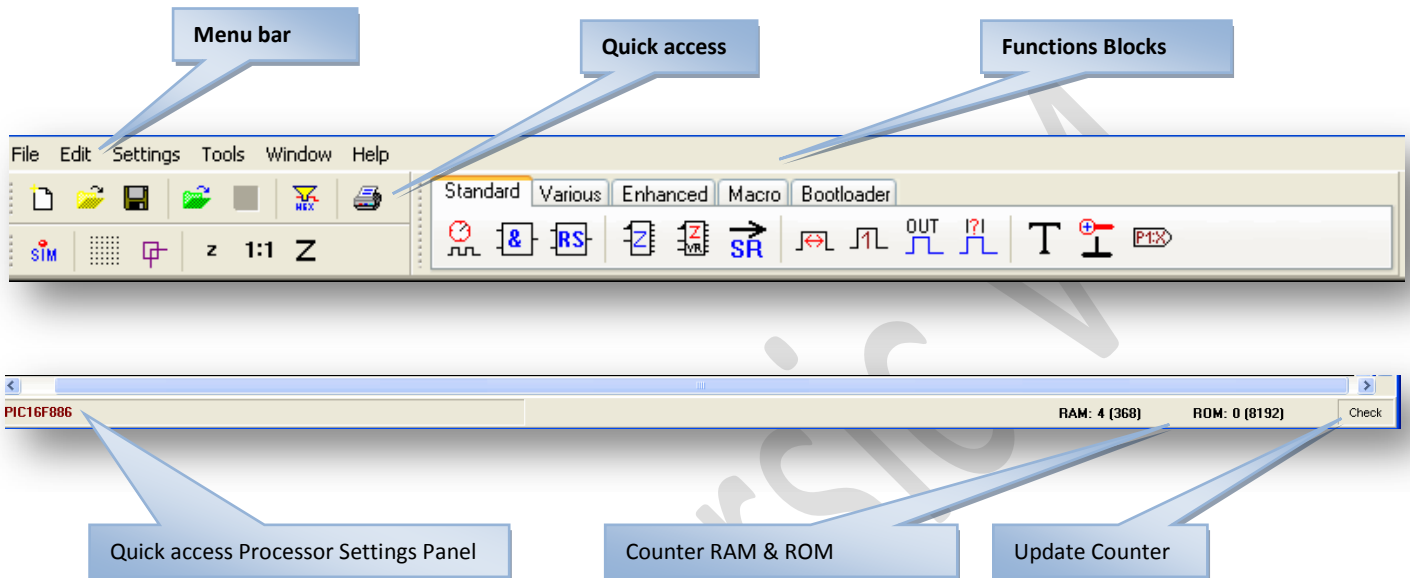 Menu bar
Quick access
Functions Blocks
File Edit Settings Tools Window Help
Standard Various Enhanced Macro Bootloader
HEX
& RS Z Z VR SR 1 OUT |?| T P1:X
SIM z 1:1 Z
PIC16F886 RAM: 4 (368) ROM: 0 (8192) Check
Quick access Processor Settings Panel
Counter RAM & ROM
Update Counter